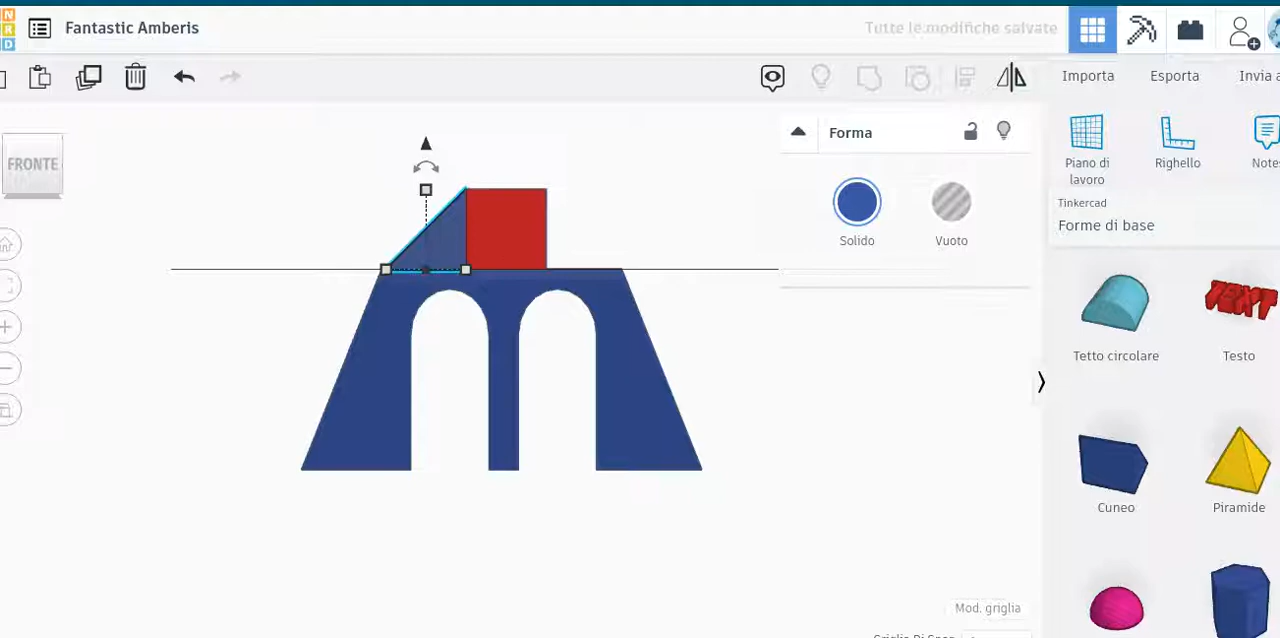 N
R
D
Fantastic Amberis
Tutte le modifiche salvate
Importa
Esporta
Invia a
FRONTE
Forma
Solido
Vuoto
Piano di
lavoro
Righello
Note
Tinkercad
Forme di base
Tetto circolare
Testo
TEXT
Cuneo
Piramide
Mod. griglia